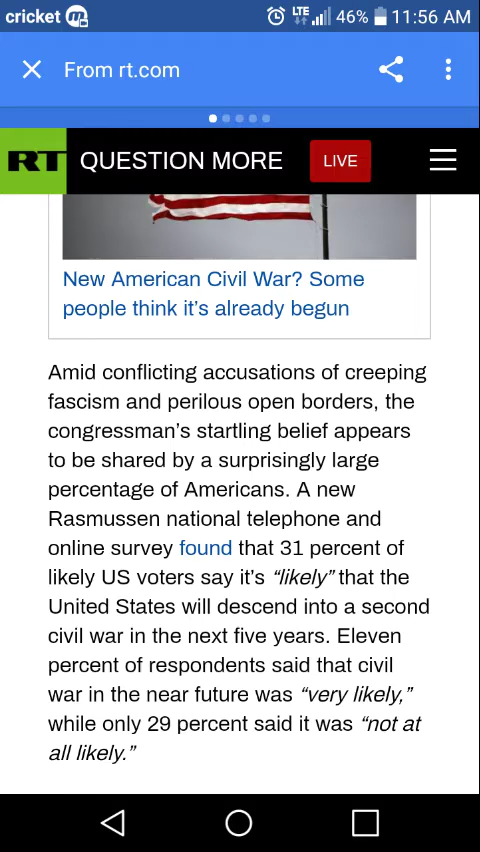 cricket LTE 46% 11:56 AM
From rt.com
RT QUESTION MORE LIVE
New American Civil War? Some
people think it’s already begun
Amid conflicting accusations of creeping
fascism and perilous open borders, the
congressman’s startling belief appears
to be shared by a surprisingly large
percentage of Americans. A new
Rasmussen national telephone and
online survey found that 31 percent of
likely US voters say it’s “likely” that the
United States will descend into a second
civil war in the next five years. Eleven
percent of respondents said that civil
war in the near future was “very likely,”
while only 29 percent said it was “not at
all likely.”